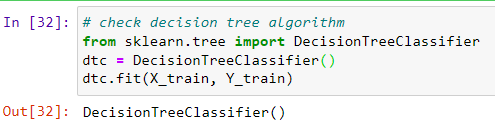 In [32]: # check decision tree algorithm
from sklearn.tree import DecisionTreeClassifier
dtc = DecisionTreeClassifier()
dtc.fit(X_train, Y_train)
Out[32]: DecisionTreeClassifier()